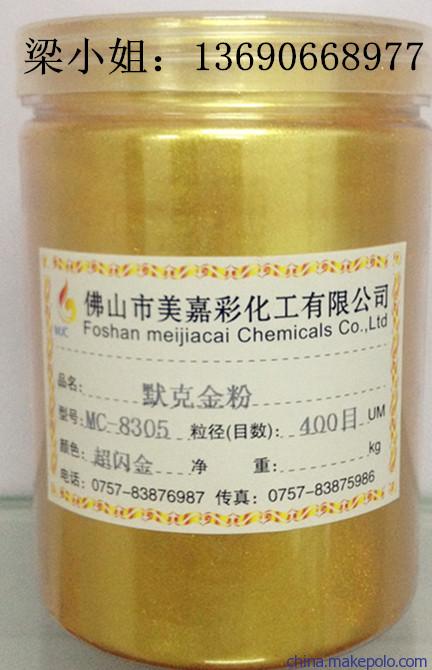 梁小姐：13690668977
佛山市美嘉彩化工有限公司
MJC Foshan meijiacai Chemicals Co.,Ltd
品名： 默克金粉
型号：MC-8305 粒径(目数)： 400目 UM
颜色：超闪金 净 重： kg
电话：0757-83876987 传真：0757-83875986
china.makepolo.com